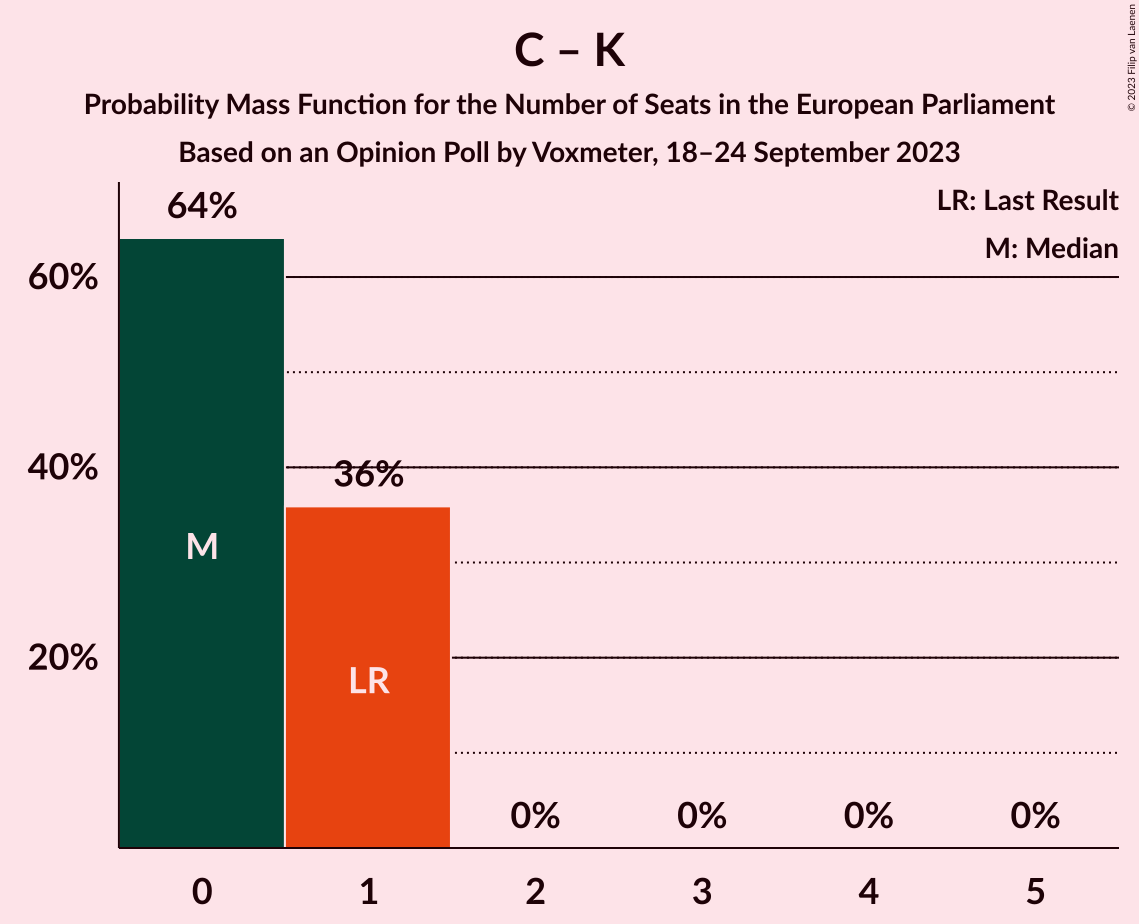 C – K
Probability Mass Function for the Number of Seats in the European Parliament
Based on an Opinion Poll by Voxmeter, 18–24 September 2023
© 2023 Filip van Laenen
LR: Last Result
M: Median
64%
60%
40%
36%
20%
M
LR
0% 0% 0% 0%
0 1 2 3 4 5